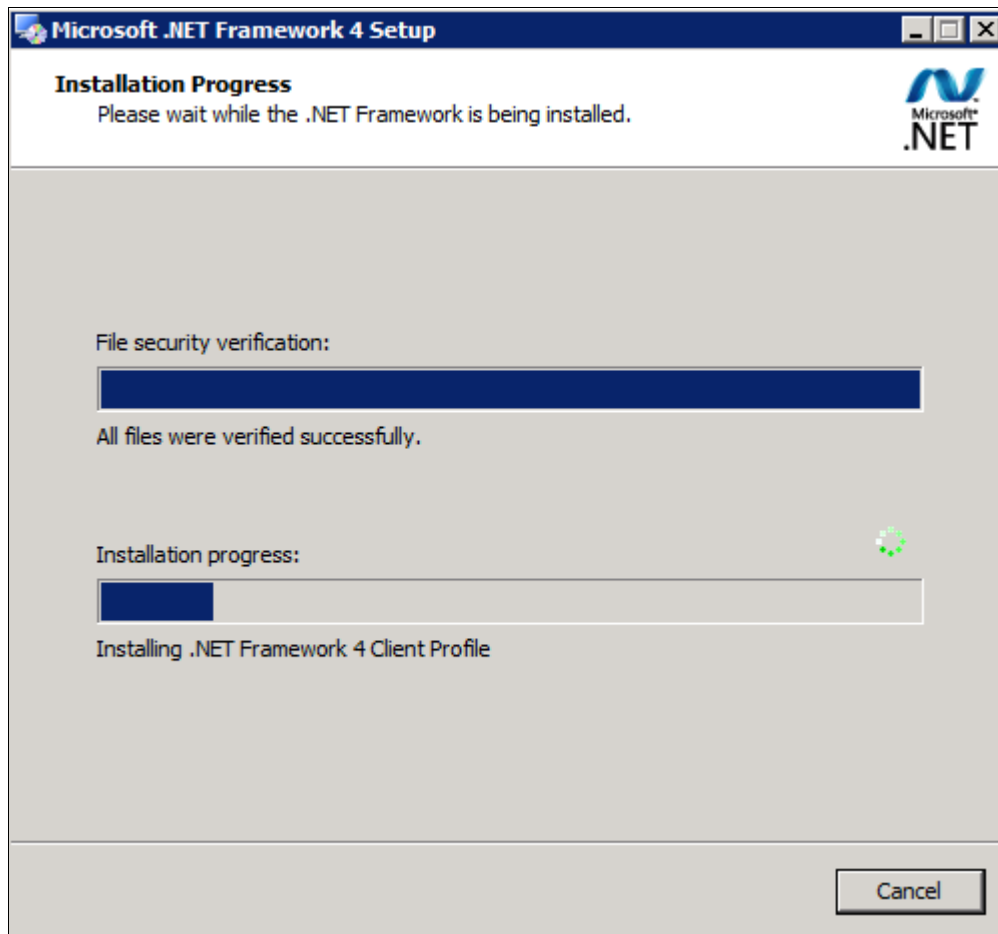 Microsoft .NET Framework 4 Setup
Installation Progress
Please wait while the .NET Framework is being installed.
Microsoft®
.NET
File security verification:
All files were verified successfully.
Installation progress:
Installing .NET Framework 4 Client Profile
Cancel